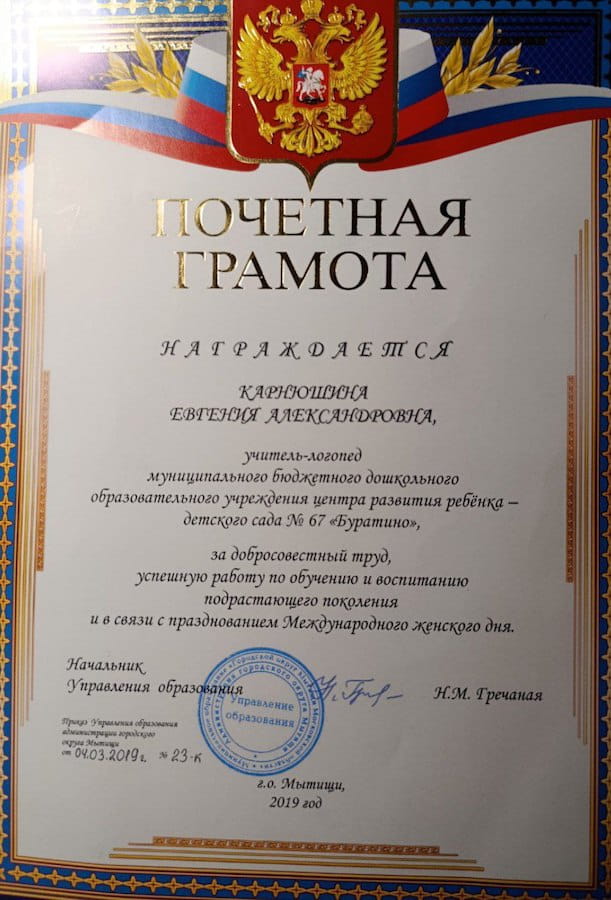 ПОЧЕТНАЯ
ГРАМОТА
НАГРАЖДАЕТСЯ
КАРНЮШИНА
ЕВГЕНИЯ АЛЕКСАНДРОВНА,
учитель-логопед
муниципального бюджетного дошкольного
образовательного учреждения центра развития ребёнка –
детского сада № 67 «Буратино»,
за добросовестный труд,
успешную работу по обучению и воспитанию
подрастающего поколения
и в связи с празднованием Международного женского дня.
Начальник
Управления образования
Н.М. Гречаная
Управление
образования
Приказ Управления образования
администрации городского
округа Мытищи
от 04.03.2019г. № 23-к
г.о. Мытищи,
2019 год